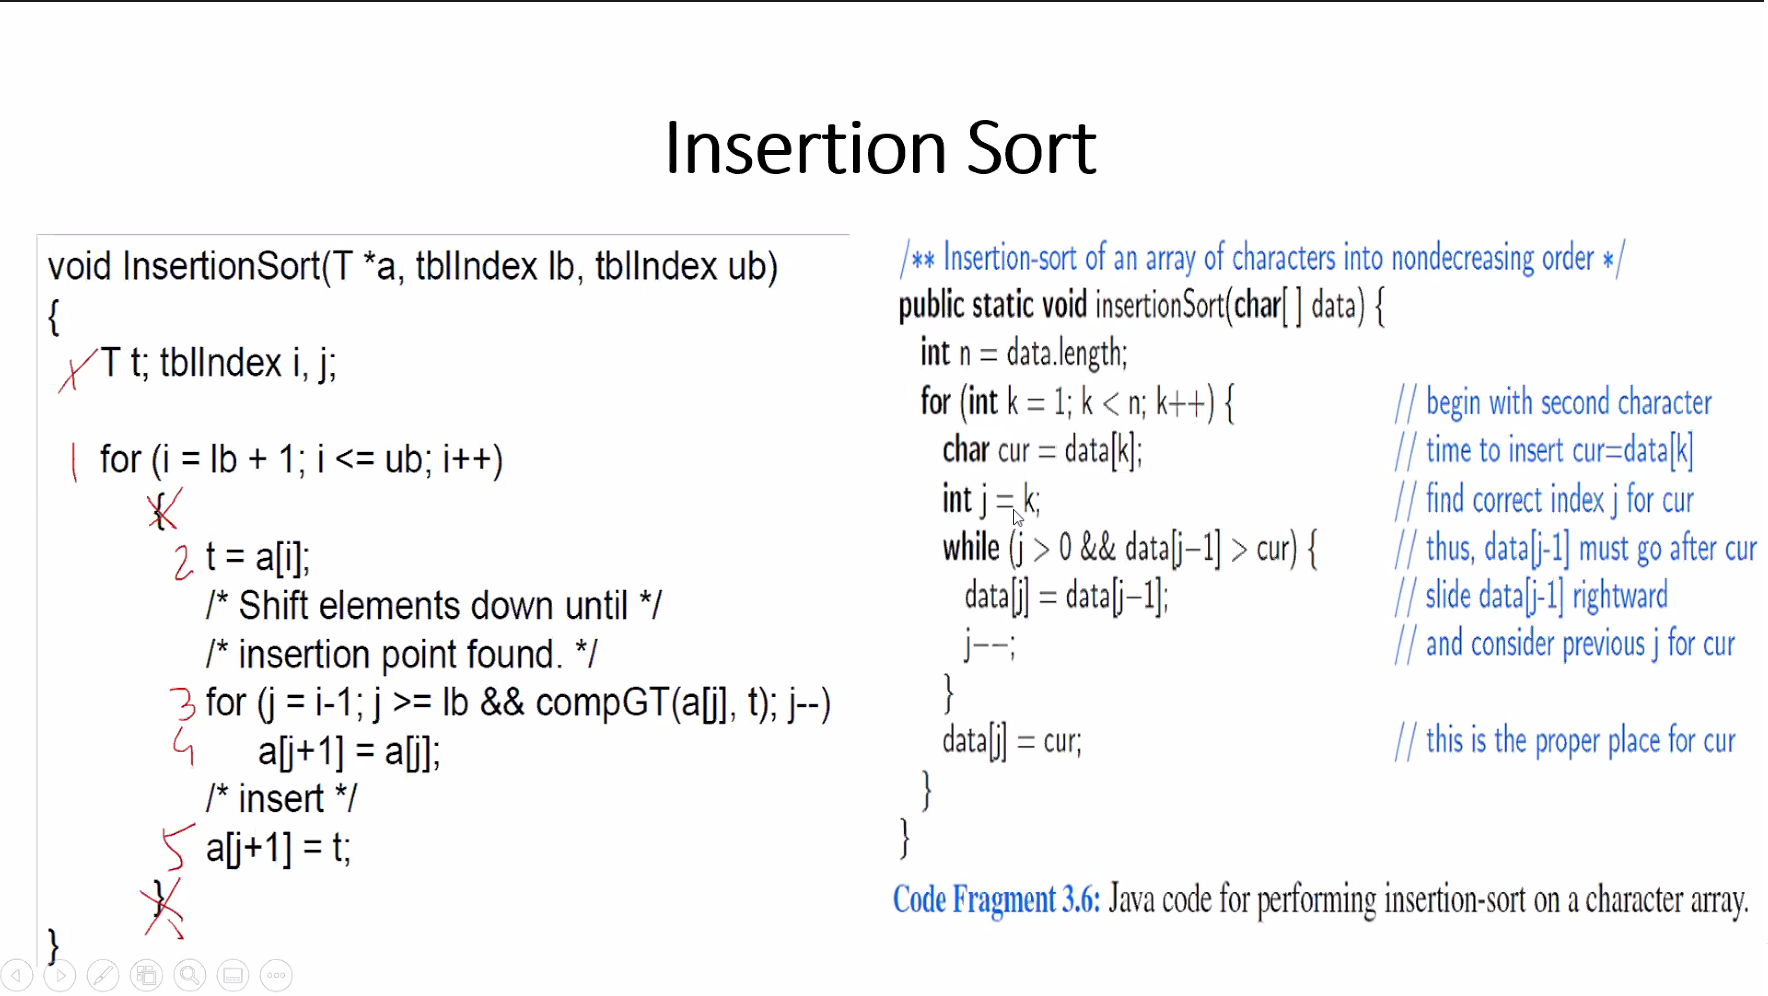 Insertion Sort
void InsertionSort(T *a, tblIndex lb, tblIndex ub)
{
T t; tblIndex i, j;
1 for (i = lb + 1; i <= ub; i++)
{
2 t = a[i];
/* Shift elements down until */
/* insertion point found. */
3 for (j = i-1; j >= lb && compGT(a[j], t); j--)
4 a[j+1] = a[j];
/* insert */
5 a[j+1] = t;
}
}
/** Insertion-sort of an array of characters into nondecreasing order */
public static void insertionSort(char[ ] data) {
int n = data.length;
for (int k = 1; k < n; k++) { // begin with second character
char cur = data[k]; // time to insert cur=data[k]
int j = k; // find correct index j for cur
while (j > 0 && data[j−1] > cur) { // thus, data[j-1] must go after cur
data[j] = data[j−1]; // slide data[j-1] rightward
j−−; // and consider previous j for cur
}
data[j] = cur; // this is the proper place for cur
}
}
Code Fragment 3.6: Java code for performing insertion-sort on a character array.